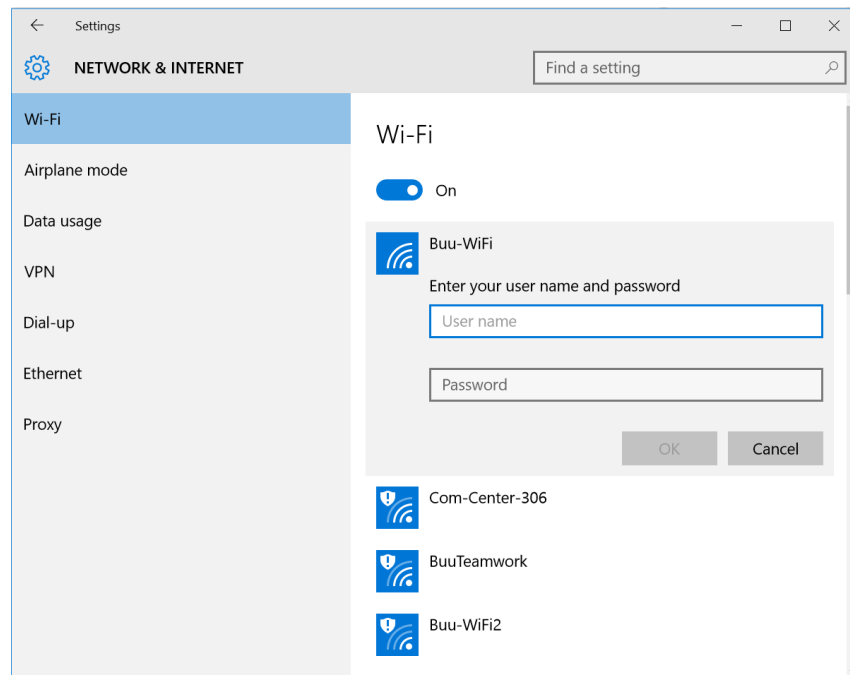 Settings
NETWORK & INTERNET
Find a setting
Wi-Fi
Airplane mode
Data usage
VPN
Dial-up
Ethernet
Proxy
Wi-Fi
On
Buu-WiFi
Enter your user name and password
User name
Password
OK
Cancel
Com-Center-306
BuuTeamwork
Buu-WiFi2